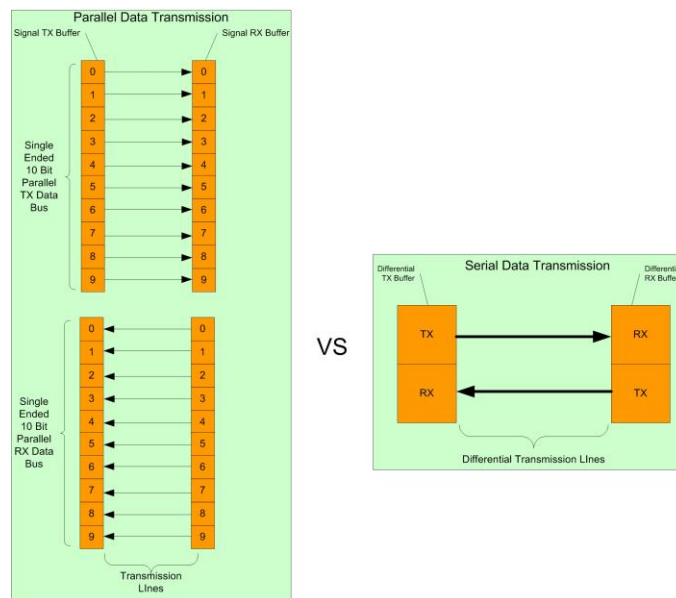 Parallel Data Transmission
Signal TX Buffer
Signal RX Buffer
0 0
1 1
2 2
3 3
4 4
5 5
6 6
7 7
8 8
9 9
Single
Ended
10 Bit
Parallel
TX Data
Bus
0 0
1 1
2 2
3 3
4 4
5 5
6 6
7 7
8 8
9 9
Single
Ended
10 Bit
Parallel
RX Data
Bus
Transmission
LInes
VS
Serial Data Transmission
Differential
TX Buffer
Differential
RX Buffer
TX RX
RX TX
Differential Transmission LInes